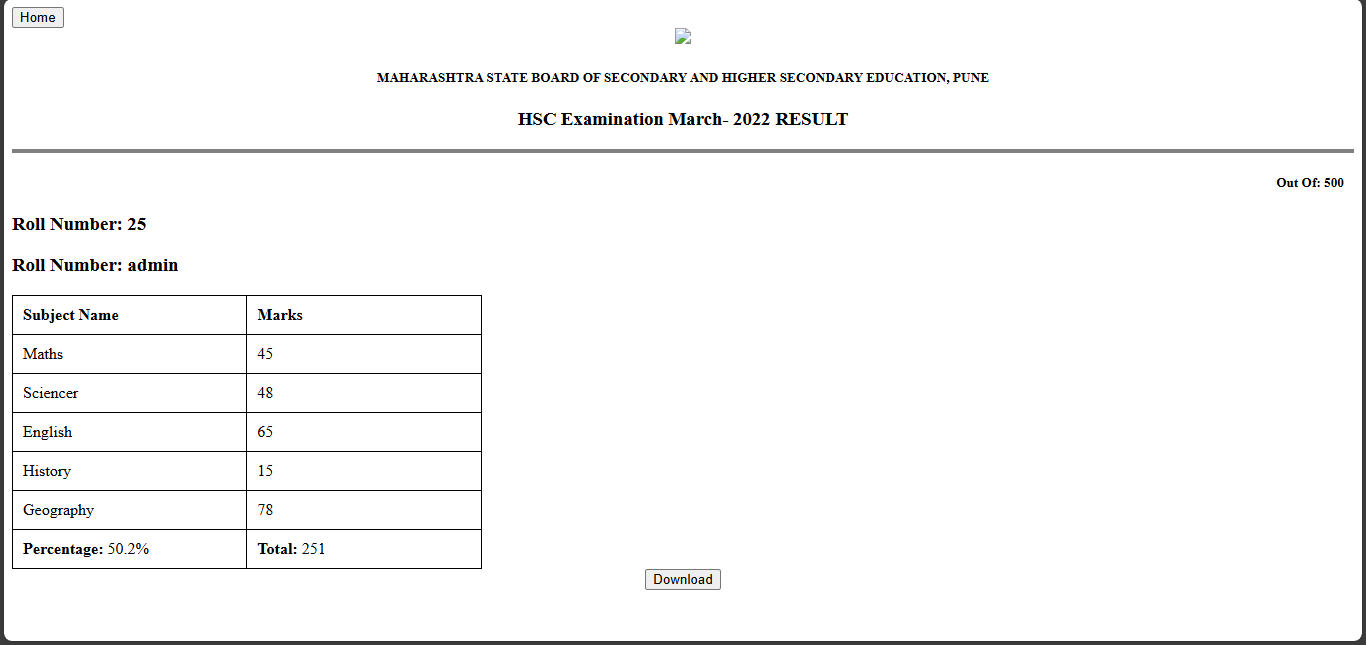 Home
MAHARASHTRA STATE BOARD OF SECONDARY AND HIGHER SECONDARY EDUCATION, PUNE
HSC Examination March- 2022 RESULT
Out Of: 500
Roll Number: 25
Roll Number: admin
Subject Name Marks
Maths 45
Sciencer 48
English 65
History 15
Geography 78
Percentage: 50.2% Total: 251
Download